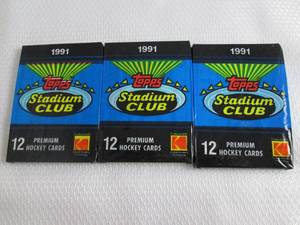 1991
Topps
Stadium
CLUB
12 PREMIUM
HOCKEY CARDS
1991
Topps
Stadium
CLUB
12 PREMIUM
HOCKEY CARDS
1991
Topps
Stadium
CLUB
12 PREMIUM
HOCKEY CARDS